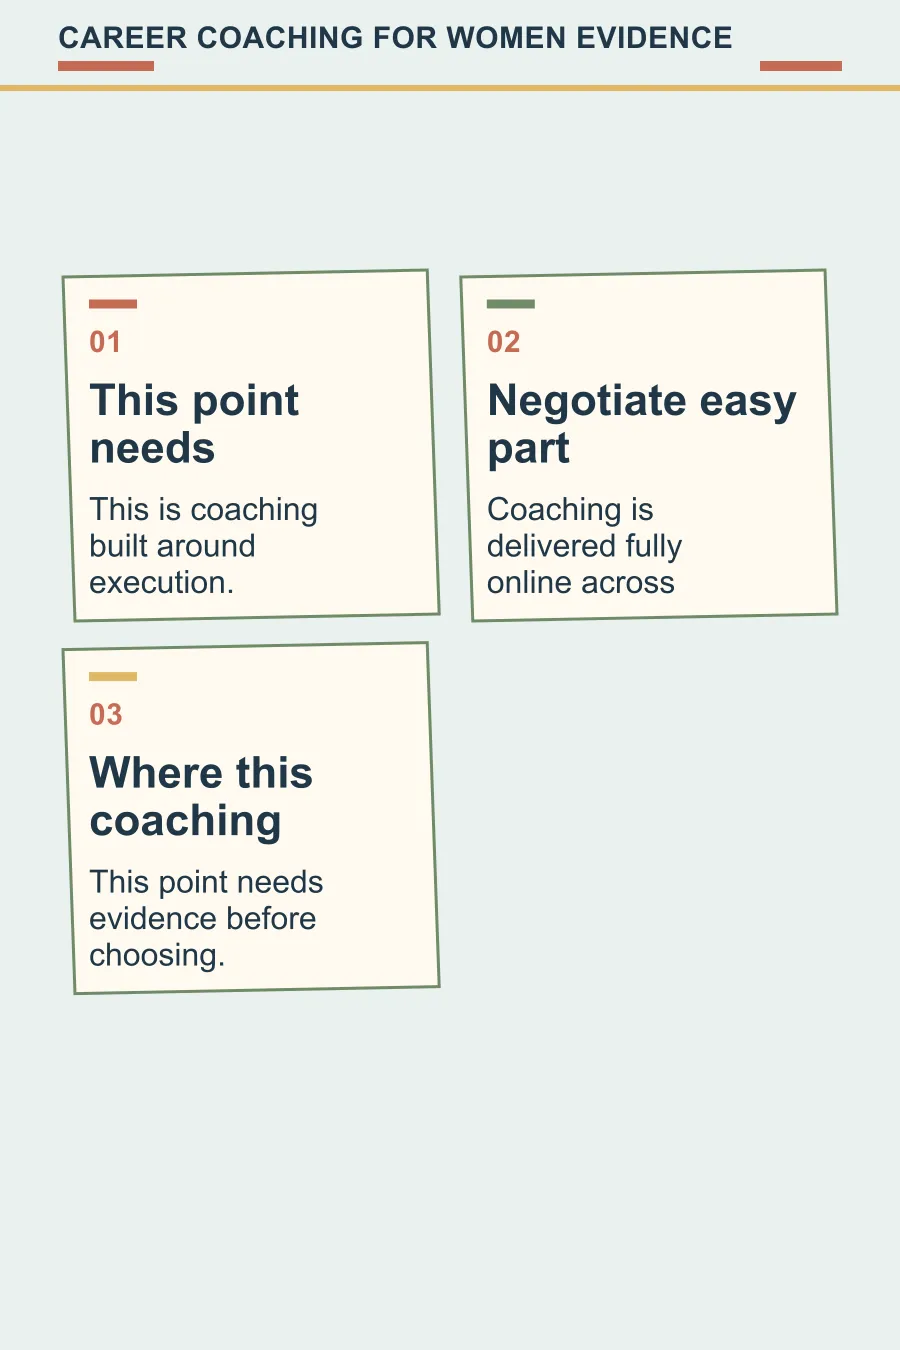 CAREER COACHING FOR WOMEN EVIDENCE
01
This point
needs
This is coaching
built around
execution.
02
Negotiate easy
part
Coaching is
delivered fully
online across
03
Where this
coaching
This point needs
evidence before
choosing.